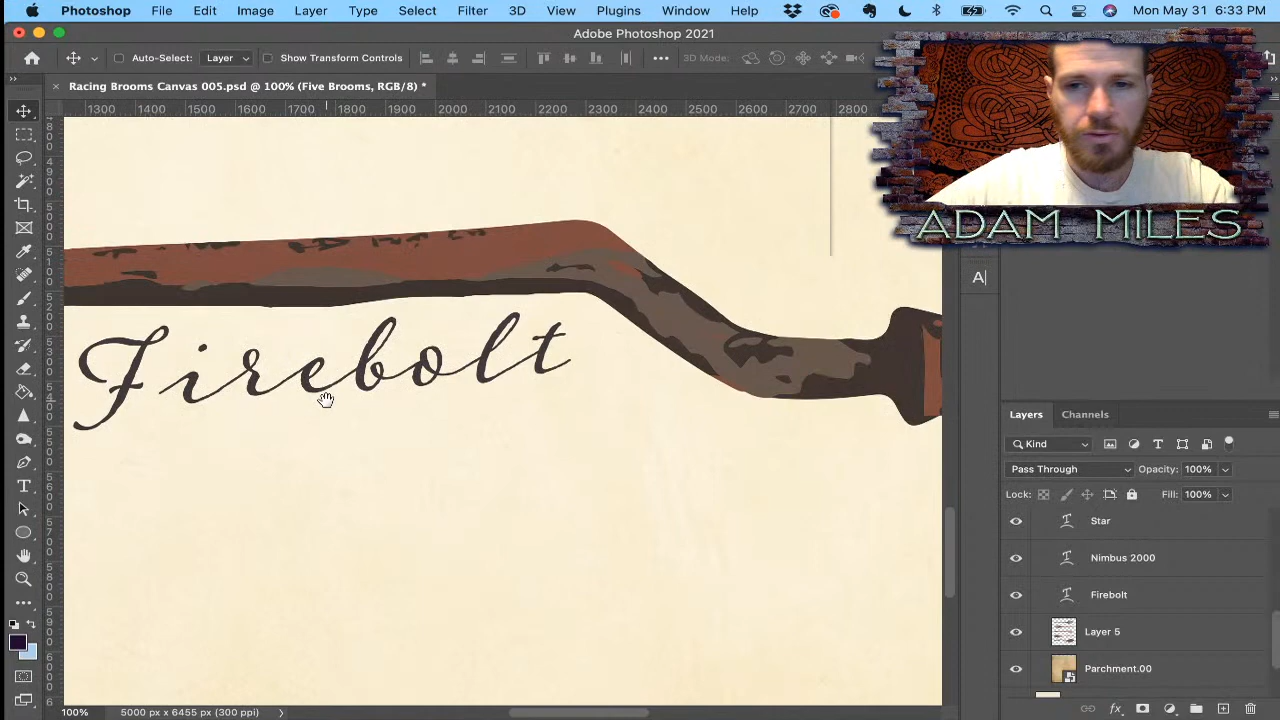 Photoshop File Edit Image Layer Type Select Filter 3D View Plugins Window Help Mon May 31 6:33 PM
Adobe Photoshop 2021
Auto-Select: Layer Show Transform Controls 3D Mode:
Racing Brooms Canvas 005.psd @ 100% (Five Brooms, RGB/8) *
1300 1400 1500 1600 1700 1800 1900 2000 2100 2200 2300 2400 2500 2600 2700 2800
ADAM MILES
A
Firebolt
Layers Channels
Kind
Pass Through Opacity: 100%
Lock: Fill: 100%
Star
Nimbus 2000
Firebolt
Layer 5
Parchment.00
100% 5000 px x 6455 px (300 ppi)